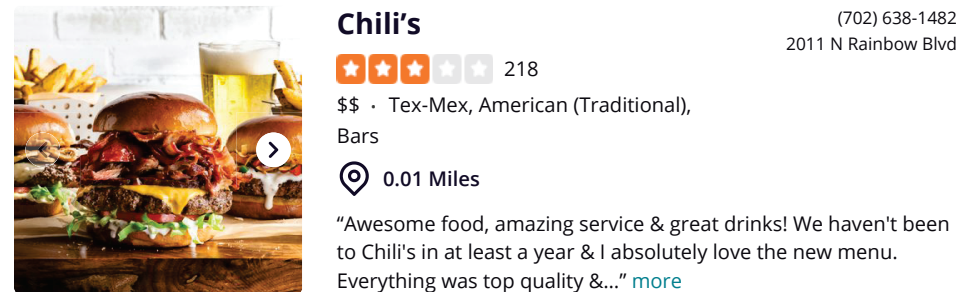 Chili’s
(702) 638-1482
2011 N Rainbow Blvd
218
$$ · Tex-Mex, American (Traditional),
Bars
0.01 Miles
“Awesome food, amazing service & great drinks! We haven't been
to Chili's in at least a year & I absolutely love the new menu.
Everything was top quality &...” more